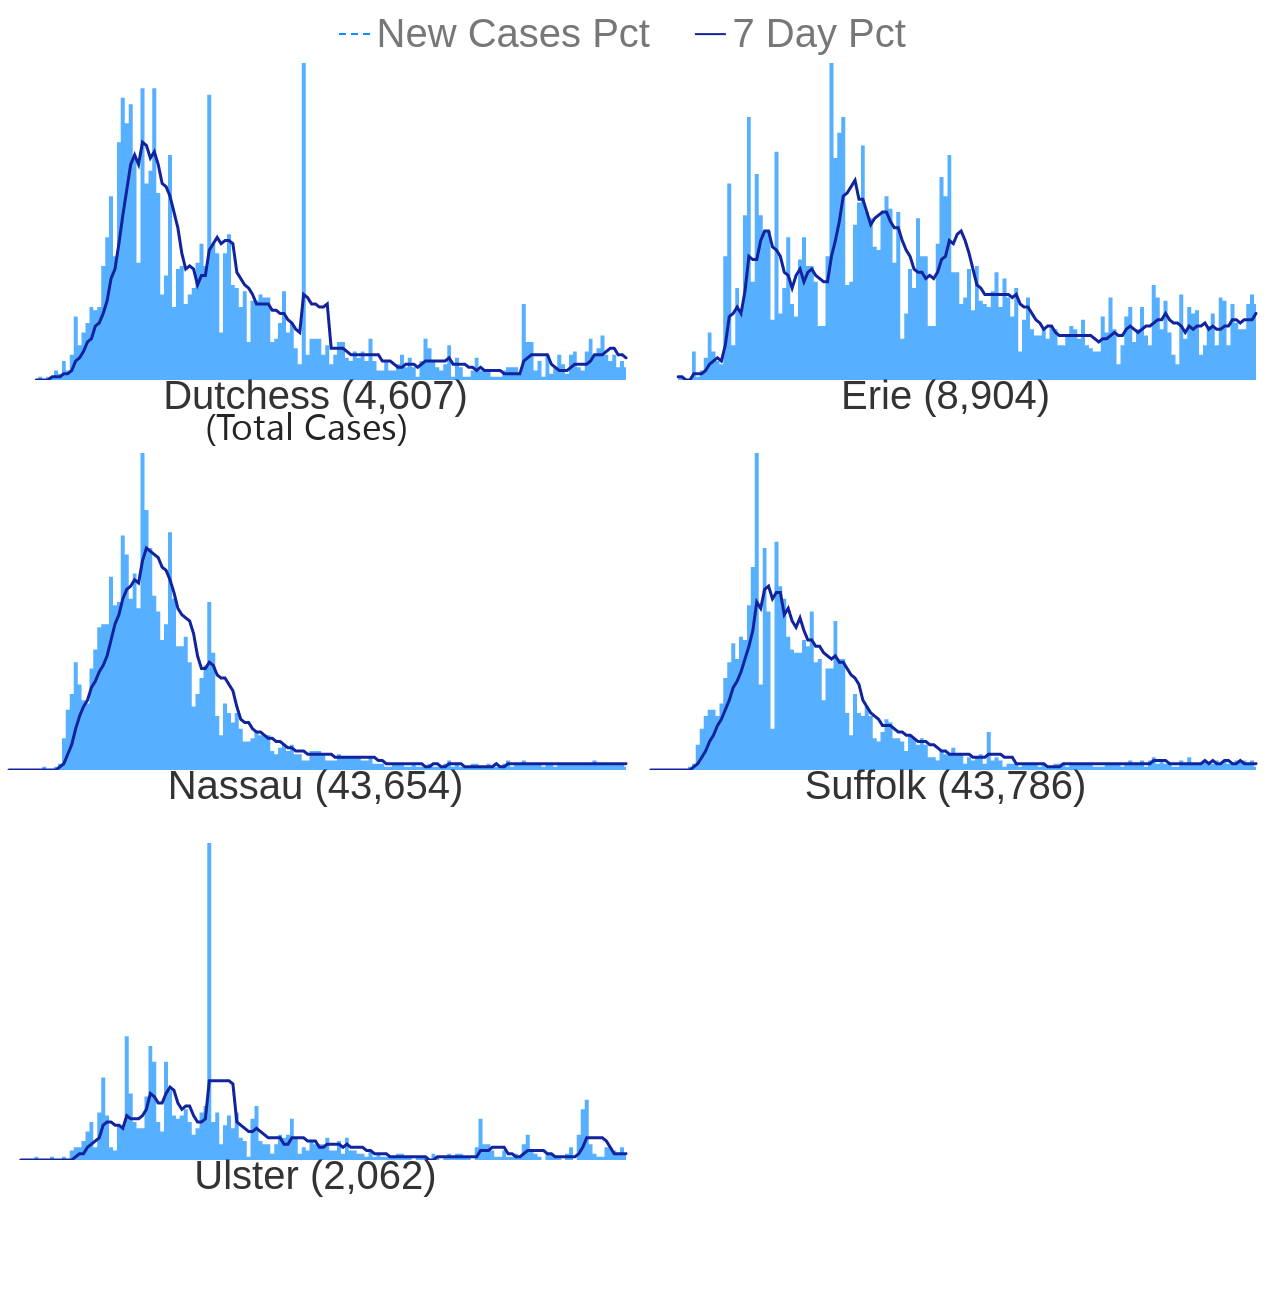 New Cases Pct 7 Day Pct
Dutchess (4,607) Erie (8,904)
(Total Cases)
Nassau (43,654) Suffolk (43,786)
Ulster (2,062)